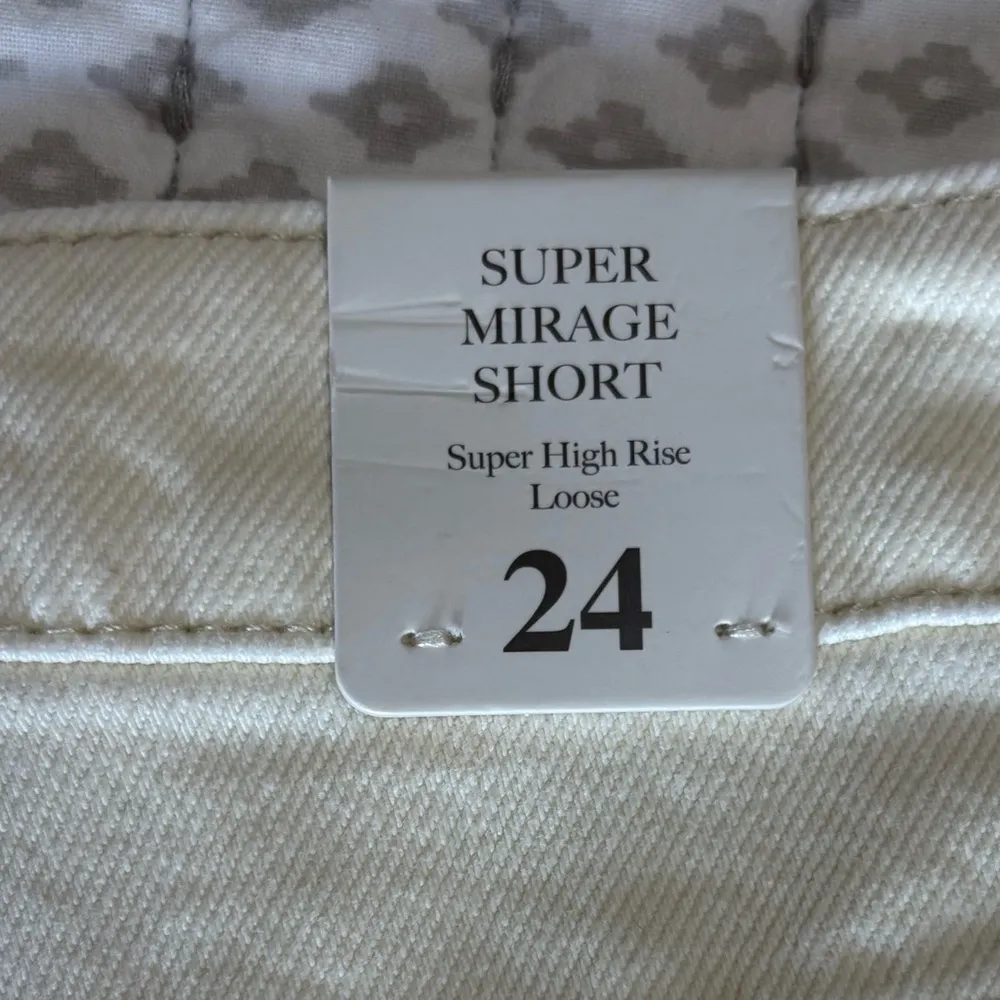 SUPER
MIRAGE
SHORT
Super High Rise
Loose
24